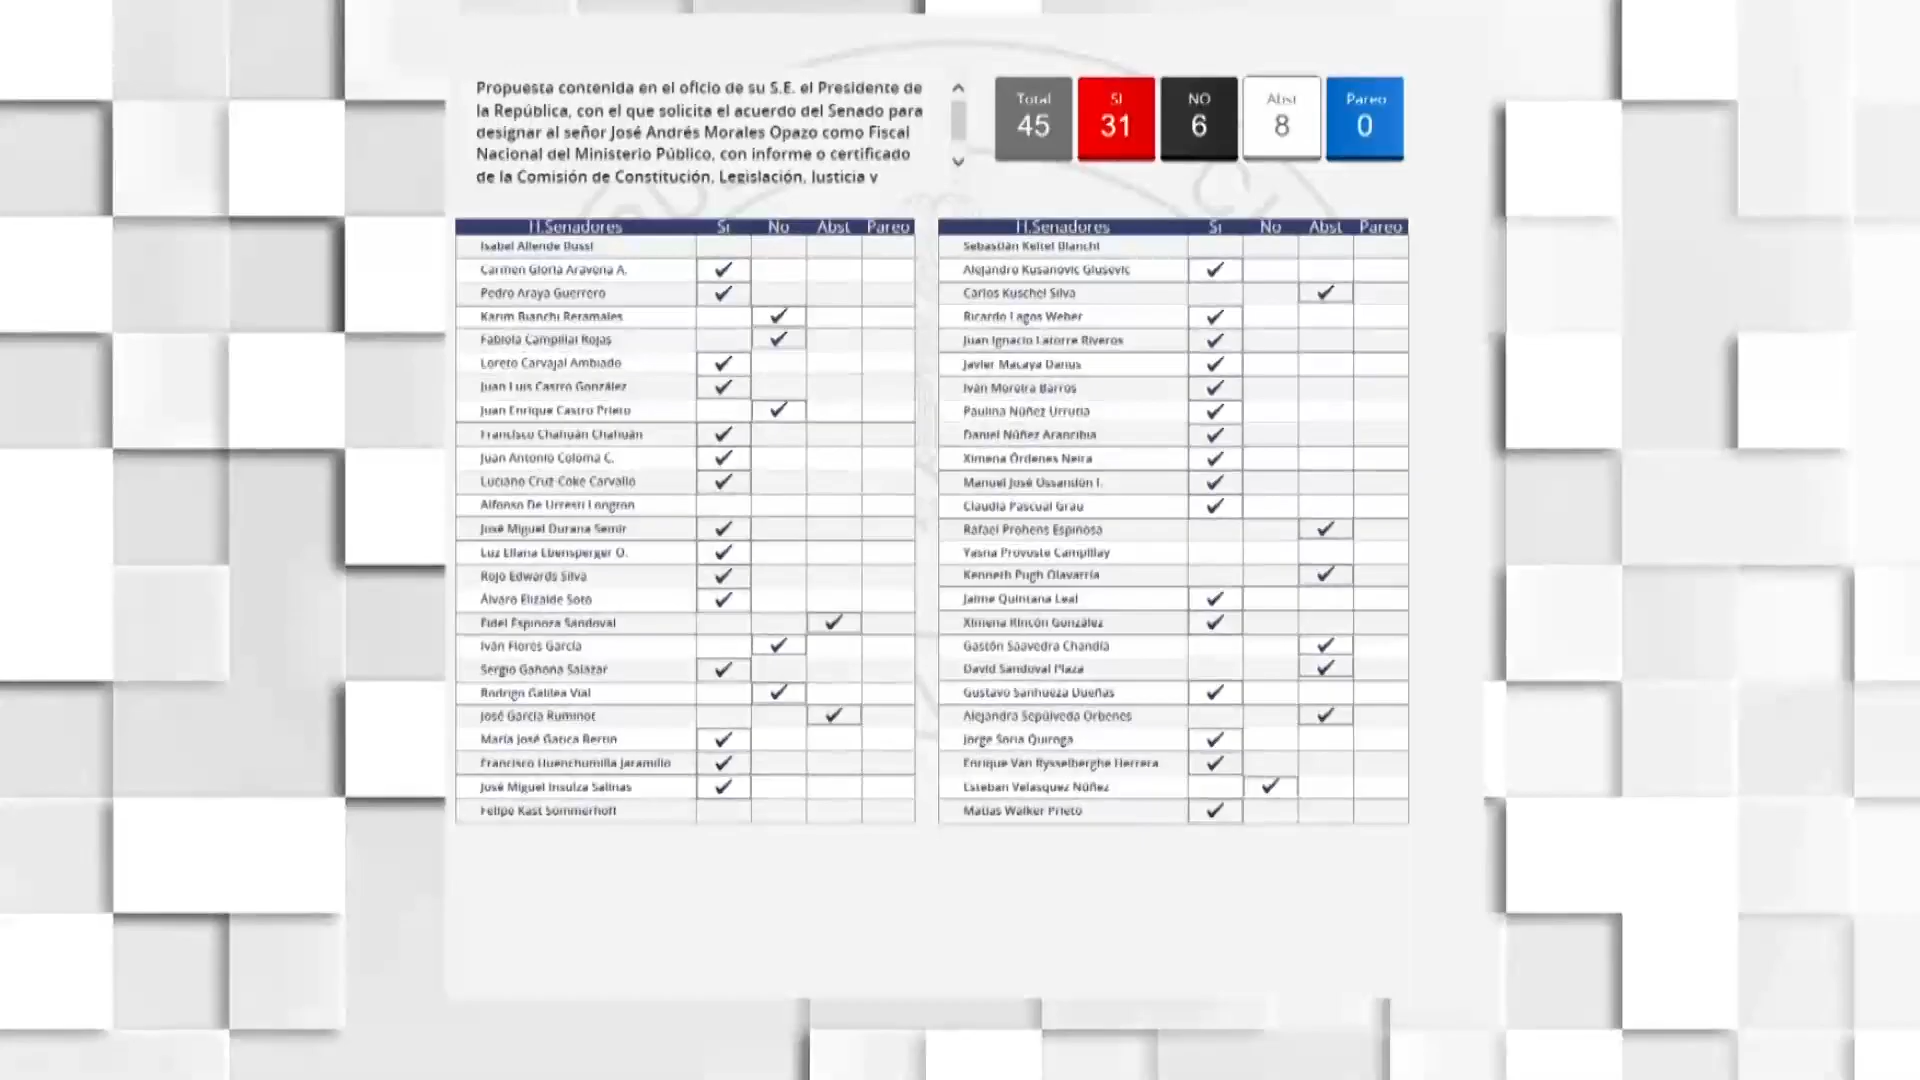 Propuesta contenida en el oficio de su S.E. el Presidente de
la República, con el que solicita el acuerdo del Senado para
designar al señor José Andrés Morales Opazo como Fiscal
Nacional del Ministerio Público, con informe o certificado
de la Comisión de Constitución, Legislación, Justicia y
Total SI NO Abst Pareo
45 31 6 8 0
H.Senadores Si No Abst Pareo
Isabel Allende Bussi
Carmen Gloria Aravena A. ✓
Pedro Araya Guerrero ✓
Karim Bianchi Retamales ✓
Fabiola Campillai Rojas ✓
Loreto Carvajal Ambiado ✓
Juan Luis Castro González ✓
Juan Enrique Castro Prieto ✓
Francisco Chahuán Chahuán ✓
Juan Antonio Coloma C. ✓
Luciano Cruz-Coke Carvallo ✓
Alfonso De Urresti Longton
José Miguel Durana Semir ✓
Luz Eliana Ebensperger O. ✓
Rojo Edwards Silva ✓
Álvaro Elizalde Soto ✓
Fidel Espinoza Sandoval ✓
Iván Flores García ✓
Sergio Gahona Salazar ✓
Rodrigo Galilea Vial ✓
José García Ruminot ✓
María José Gatica Bertin ✓
Francisco Huenchumilla Jaramillo ✓
José Miguel Insulza Salinas ✓
Felipe Kast Sommerhoff
H.Senadores Si No Abst Pareo
Sebastián Keitel Bianchi
Alejandro Kusanovic Glusevic ✓
Carlos Kuschel Silva ✓
Ricardo Lagos Weber ✓
Juan Ignacio Latorre Riveros ✓
Javier Macaya Danus ✓
Iván Moreira Barros ✓
Paulina Núñez Urrutia ✓
Daniel Núñez Arancibia ✓
Ximena Órdenes Neira ✓
Manuel José Ossandón I. ✓
Claudia Pascual Grau ✓
Rafael Prohens Espinosa ✓
Yasna Provoste Campillay
Kenneth Pugh Olavarría ✓
Jaime Quintana Leal ✓
Ximena Rincón González ✓
Gastón Saavedra Chandía ✓
David Sandoval Plaza ✓
Gustavo Sanhueza Dueñas ✓
Alejandra Sepúlveda Orbenes ✓
Jorge Soria Quiroga ✓
Enrique Van Rysselberghe Herrera ✓
Esteban Velásquez Núñez ✓
Matías Walker Prieto ✓